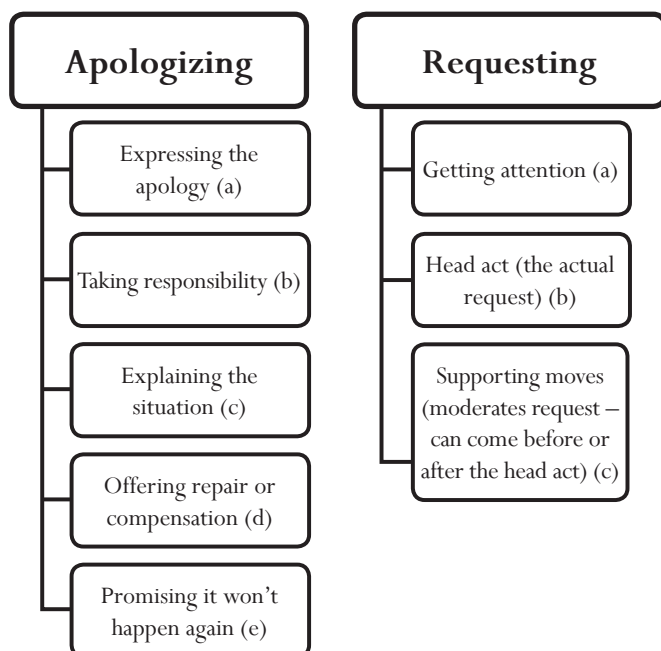 Apologizing
Expressing the
apology (a)
Taking responsibility (b)
Explaining the
situation (c)
Offering repair or
compensation (d)
Promising it won’t
happen again (e)
Requesting
Getting attention (a)
Head act (the actual
request) (b)
Supporting moves
(moderates request –
can come before or
after the head act) (c)